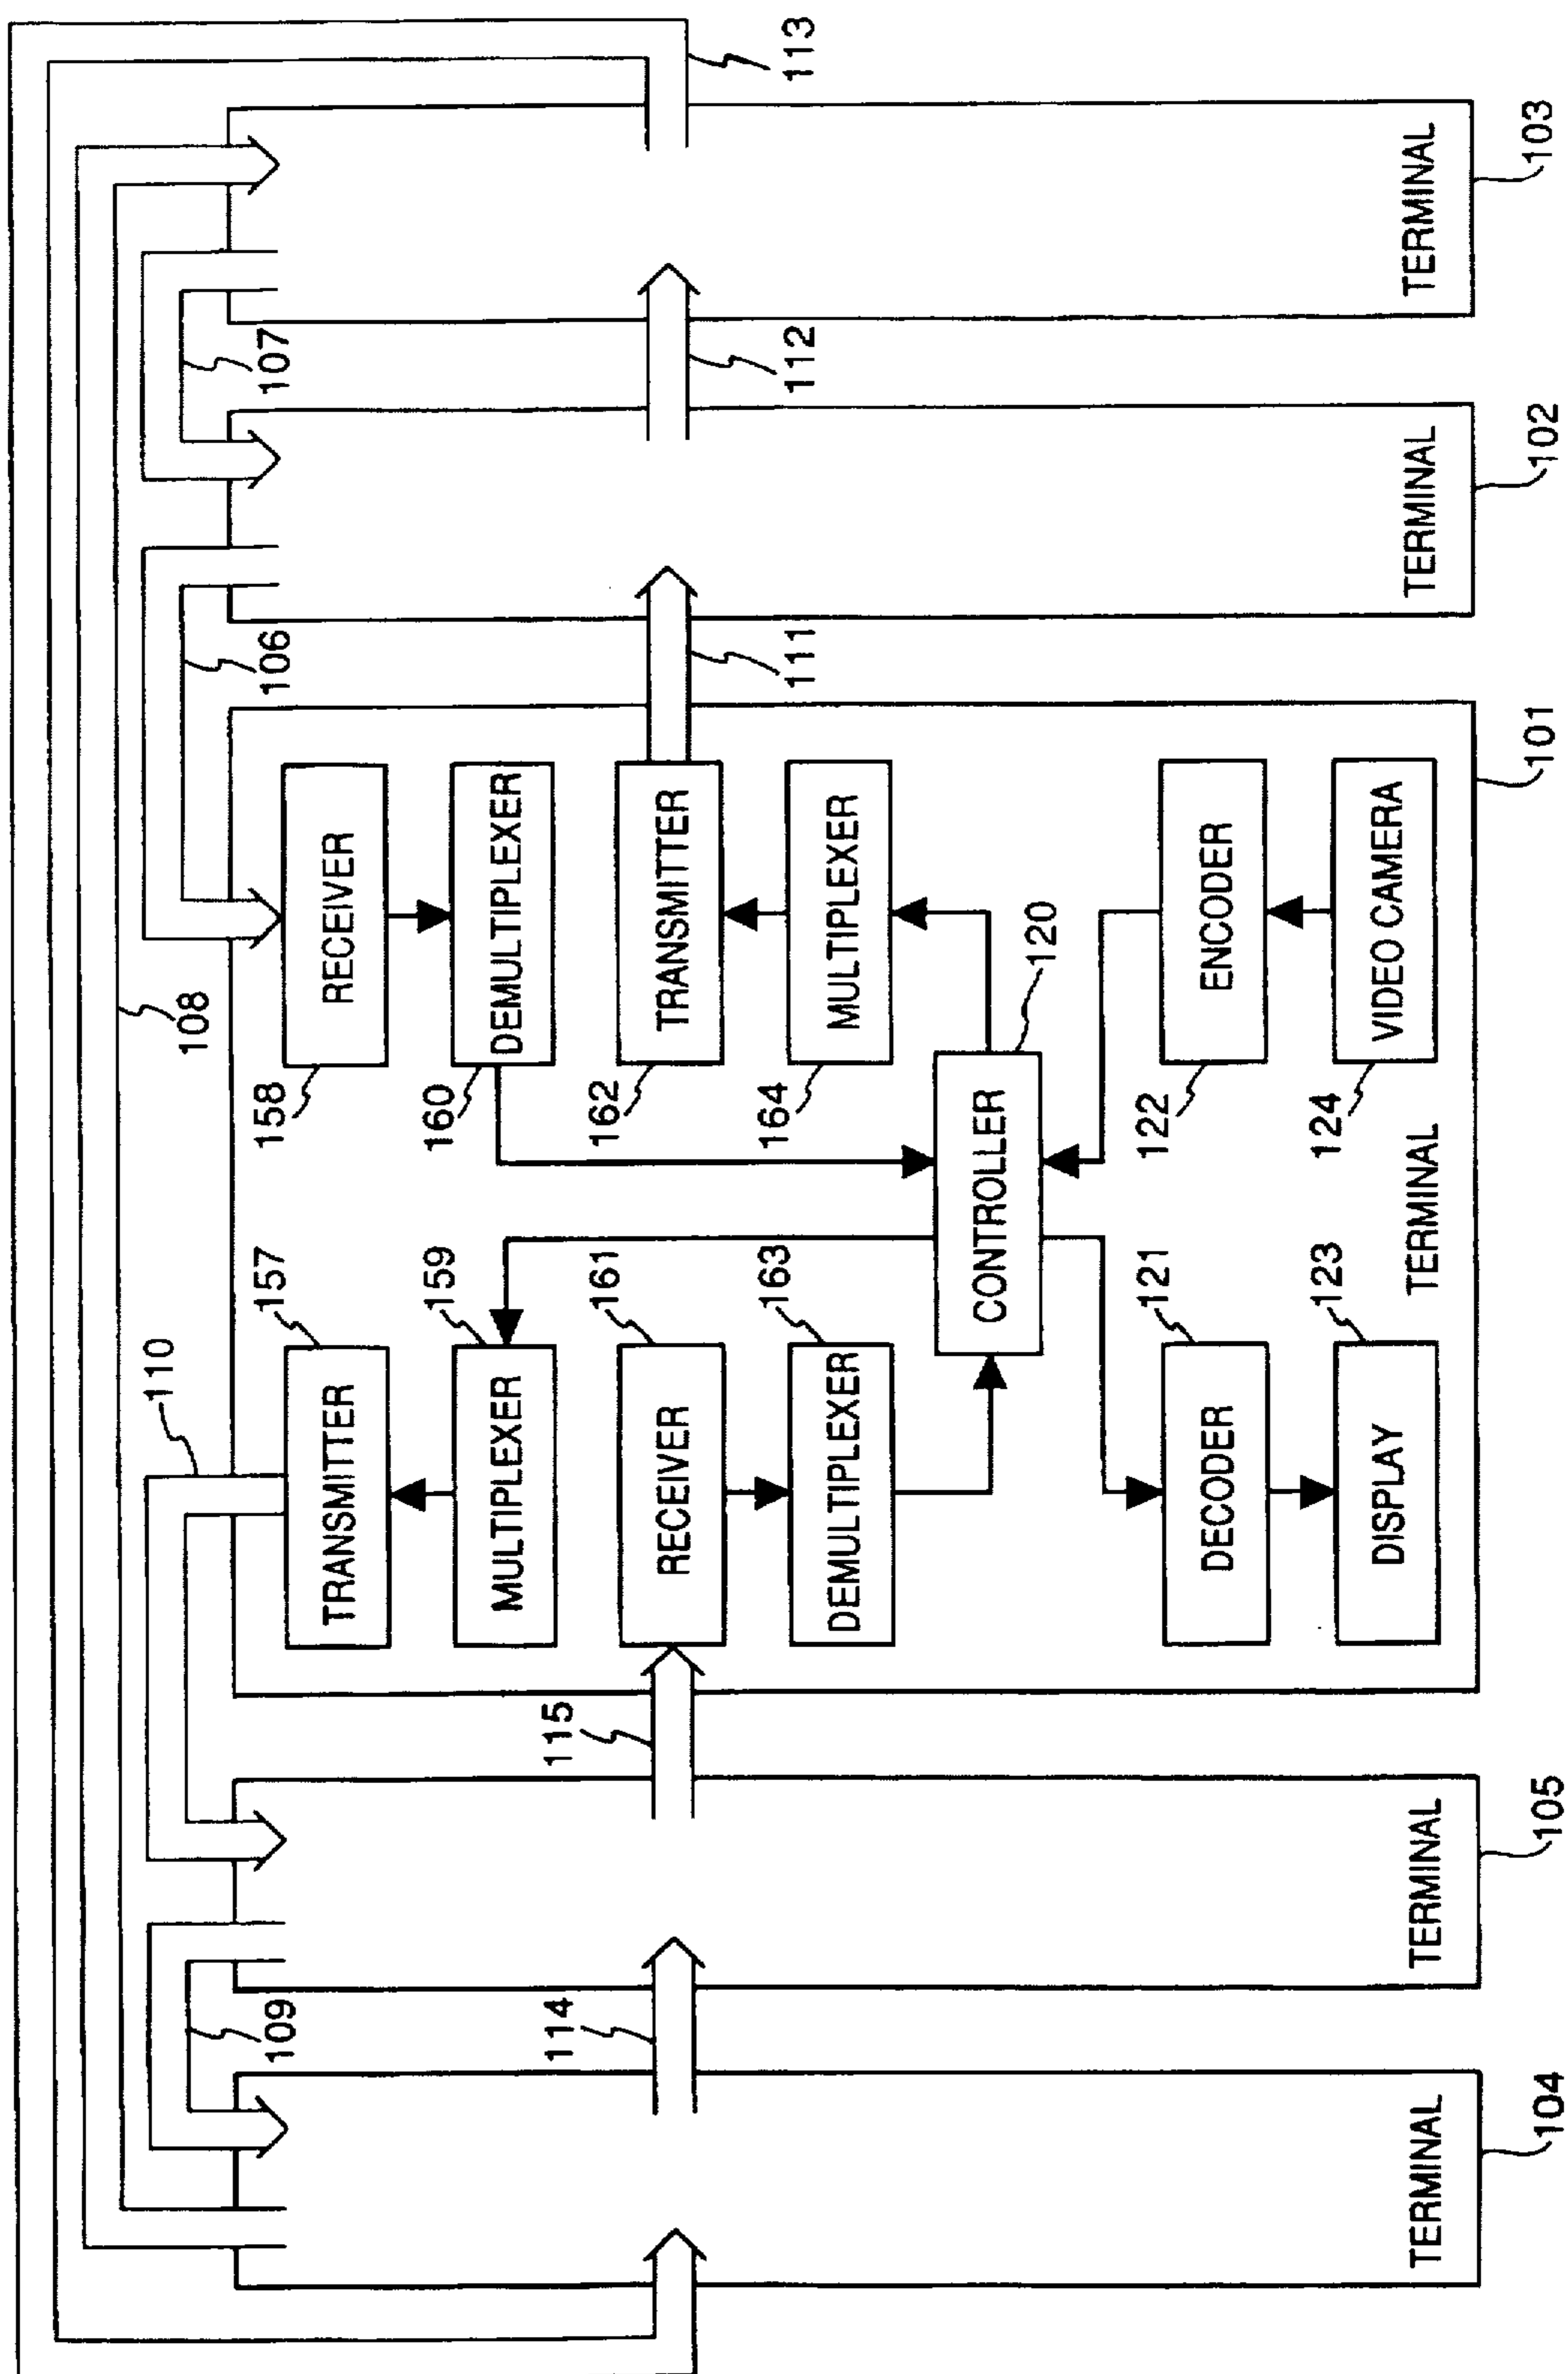 110
108
109
157
158
106
107
TRANSMITTER
RECEIVER
159
160
MULTIPLEXER
DEMULTIPLEXER
114
115
161
162
RECEIVER
TRANSMITTER
163
164
111
112
113
DEMULTIPLEXER
MULTIPLEXER
CONTROLLER
120
121
122
DECODER
ENCODER
123
124
DISPLAY
VIDEO CAMERA
TERMINAL
TERMINAL
TERMINAL
TERMINAL
TERMINAL
104
105
101
102
103